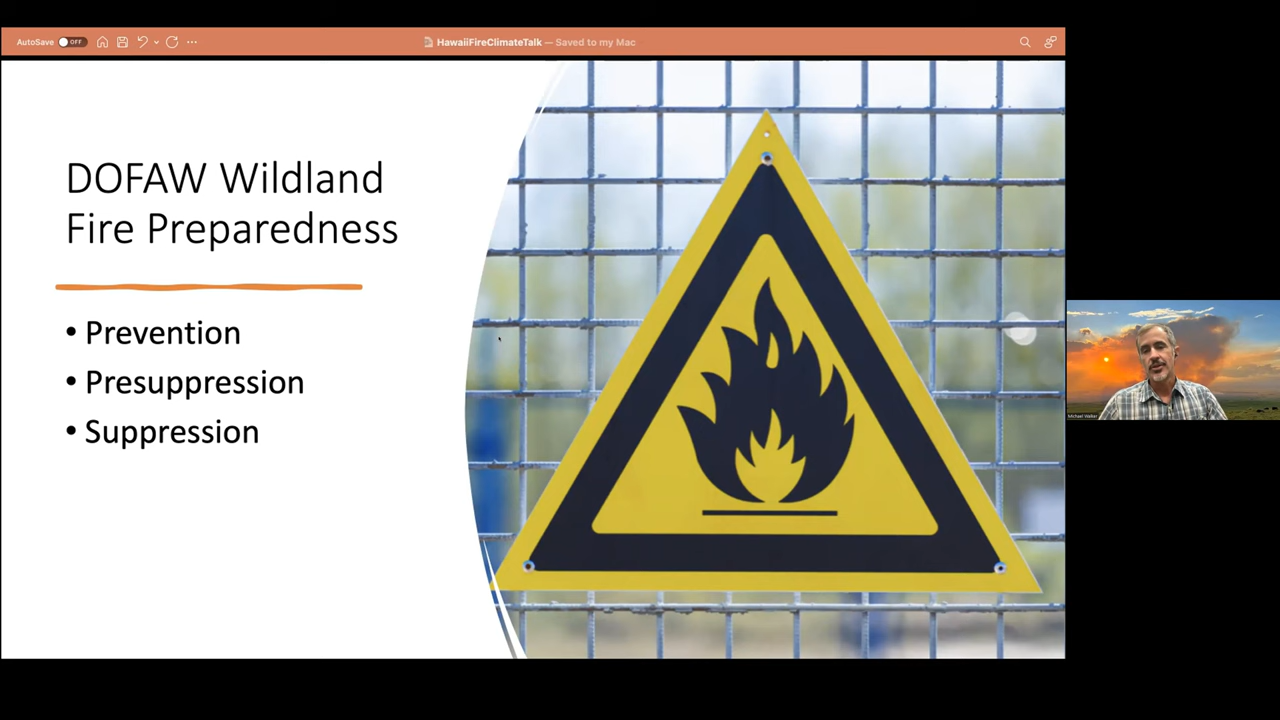 AutoSave OFF
HawaiiFireClimateTalk — Saved to my Mac
DOFAW Wildland
Fire Preparedness
• Prevention
• Presuppression
• Suppression
Michael Walker